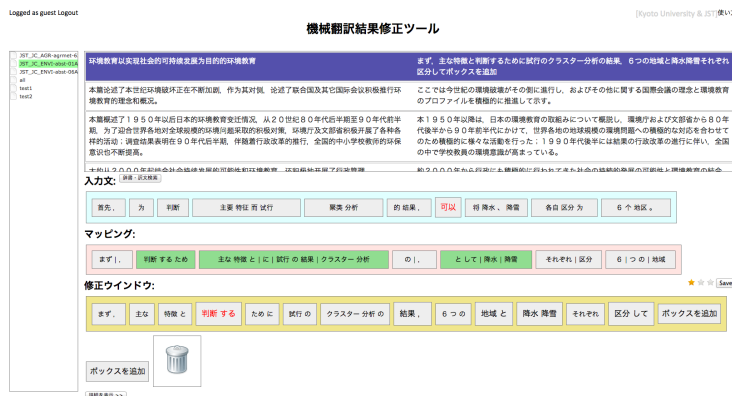 Logged as guest Logout
[Kyoto University & JST]使い
機械翻訳結果修正ツール
JST_JC_AGR-agrmet-6
JST_JC_ENVI-abst-01A
JST_JC_ENVI-abst-06A
all
test1
test2
环境教育以实现社会的可持续发展为目的的环境教育
まず，主な特徴と判断するために試行のクラスター分析の結果，６つの地域と降水降雪それぞれ
区分してボックスを追加
本篇论述了本世纪环境破坏正在不断加剧，作为其对侧，论述了联合国及其它国际会议积极推行环
境教育的理念和概况。
ここでは今世紀の環境破壊がその側に進行し，およびその他に関する国際会議の理念と環境教育
のプロファイルを積極的に推進して示す。
本篇概述了１９５０年以后日本的环境教育变迁情况，从２０世纪８０年代后半期至９０年代前半
期，为了迎合世界各地对全球规模的环境问题采取的积极对策，环境厅及文部省积极开展了各种各
样的活动；调查结果表明在９０年代后半期，伴随着行政改革的推行，全国的中小学校教师的环保
意识也不断提高。
本１９５０年以降は，日本の環境教育の取組みについて概説し，環境庁および文部省から８０年
代後半から９０年前半代にかけて，世界各地の地球規模の環境問題への積極的な対応を合わせて
のため積極的に様々な活動を行った；１９９０年代後半には結果の行政改革の進行に伴い，全国
の中で学校教員の環境意識が高まっている。
入力文:
辞書・訳文検索
首先， 为 判断 主要 特征 而 试行 聚类 分析 的 结果， 可以 将 降水 、 降雪 各自 区分 为 ６ 个 地区 。
マッピング:
まず | ， 判断 する ため 主な 特徴 と | に | 試行 の 結果 | クラスター 分析 の | ， と し て | 降水 | 降雪 それぞれ | 区分 ６ | つ の | 地域
修正ウインドウ:
Save
まず， 主な 特徴 と 判断 する ため に 試行 の クラスター 分析 の 結果， ６ つ の 地域 と 降水 降雪 それぞれ 区分 して ボックスを追加
ボックスを追加